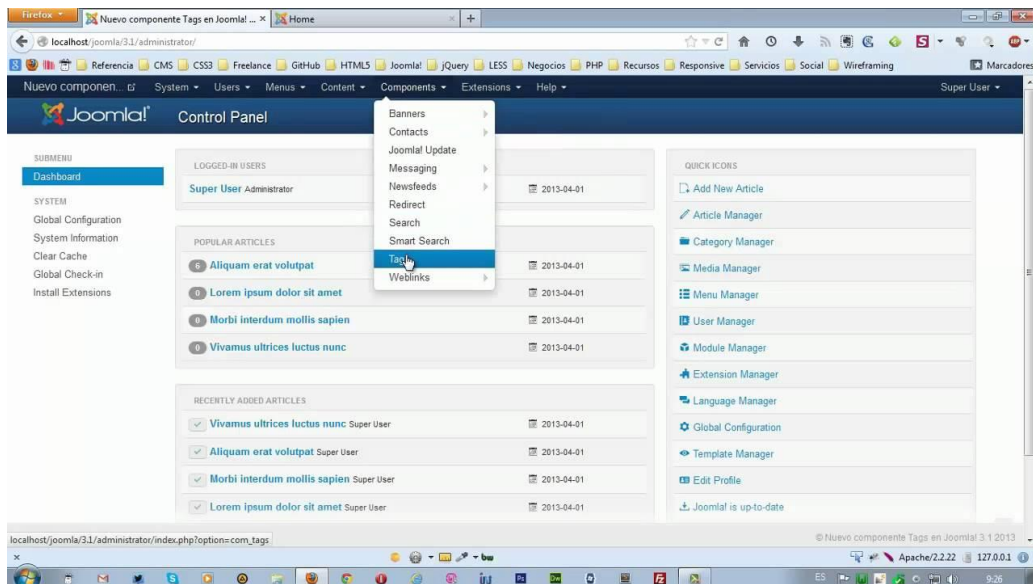 Firefox
Nuevo componente Tags en Joomla! ... ×
Home ×
+
localhost/joomla/3.1/administrator/
Referencia CMS CSS3 Freelance GitHub HTML5 Joomla! jQuery LESS Negocios PHP Recursos Responsive Servicios Social Wireframing Marcadores
Nuevo componen... System Users Menus Content Components Extensions Help Super User
Joomla! Control Panel
Banners
Contacts
Joomla! Update
Messaging
Newsfeeds
Redirect
Search
Smart Search
Weblinks
SUBMENU
Dashboard
SYSTEM
Global Configuration
System Information
Clear Cache
Global Check-in
Install Extensions
LOGGED-IN USERS
Super User Administrator 2013-04-01
POPULAR ARTICLES
6 Aliquam erat volutpat 2013-04-01
0 Lorem ipsum dolor sit amet 2013-04-01
0 Morbi interdum mollis sapien 2013-04-01
0 Vivamus ultrices luctus nunc 2013-04-01
RECENTLY ADDED ARTICLES
Vivamus ultrices luctus nunc Super User 2013-04-01
Aliquam erat volutpat Super User 2013-04-01
Morbi interdum mollis sapien Super User 2013-04-01
Lorem ipsum dolor sit amet Super User 2013-04-01
QUICK ICONS
Add New Article
Article Manager
Category Manager
Media Manager
Menu Manager
User Manager
Module Manager
Extension Manager
Language Manager
Global Configuration
Template Manager
Edit Profile
Joomla! is up-to-date
localhost/joomla/3.1/administrator/index.php?option=com_tags
© Nuevo componente Tags en Joomla! 3.1 2013
× bw Apache/2.2.22 127.0.0.1
ES 9:26